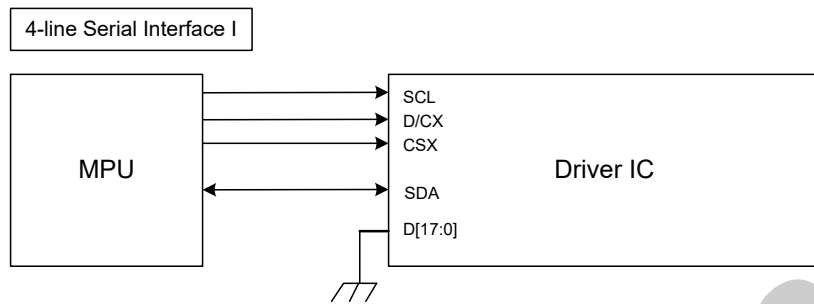 4-line Serial Interface I
SCL
D/CX
CSX
MPU
Driver IC
SDA
D[17:0]